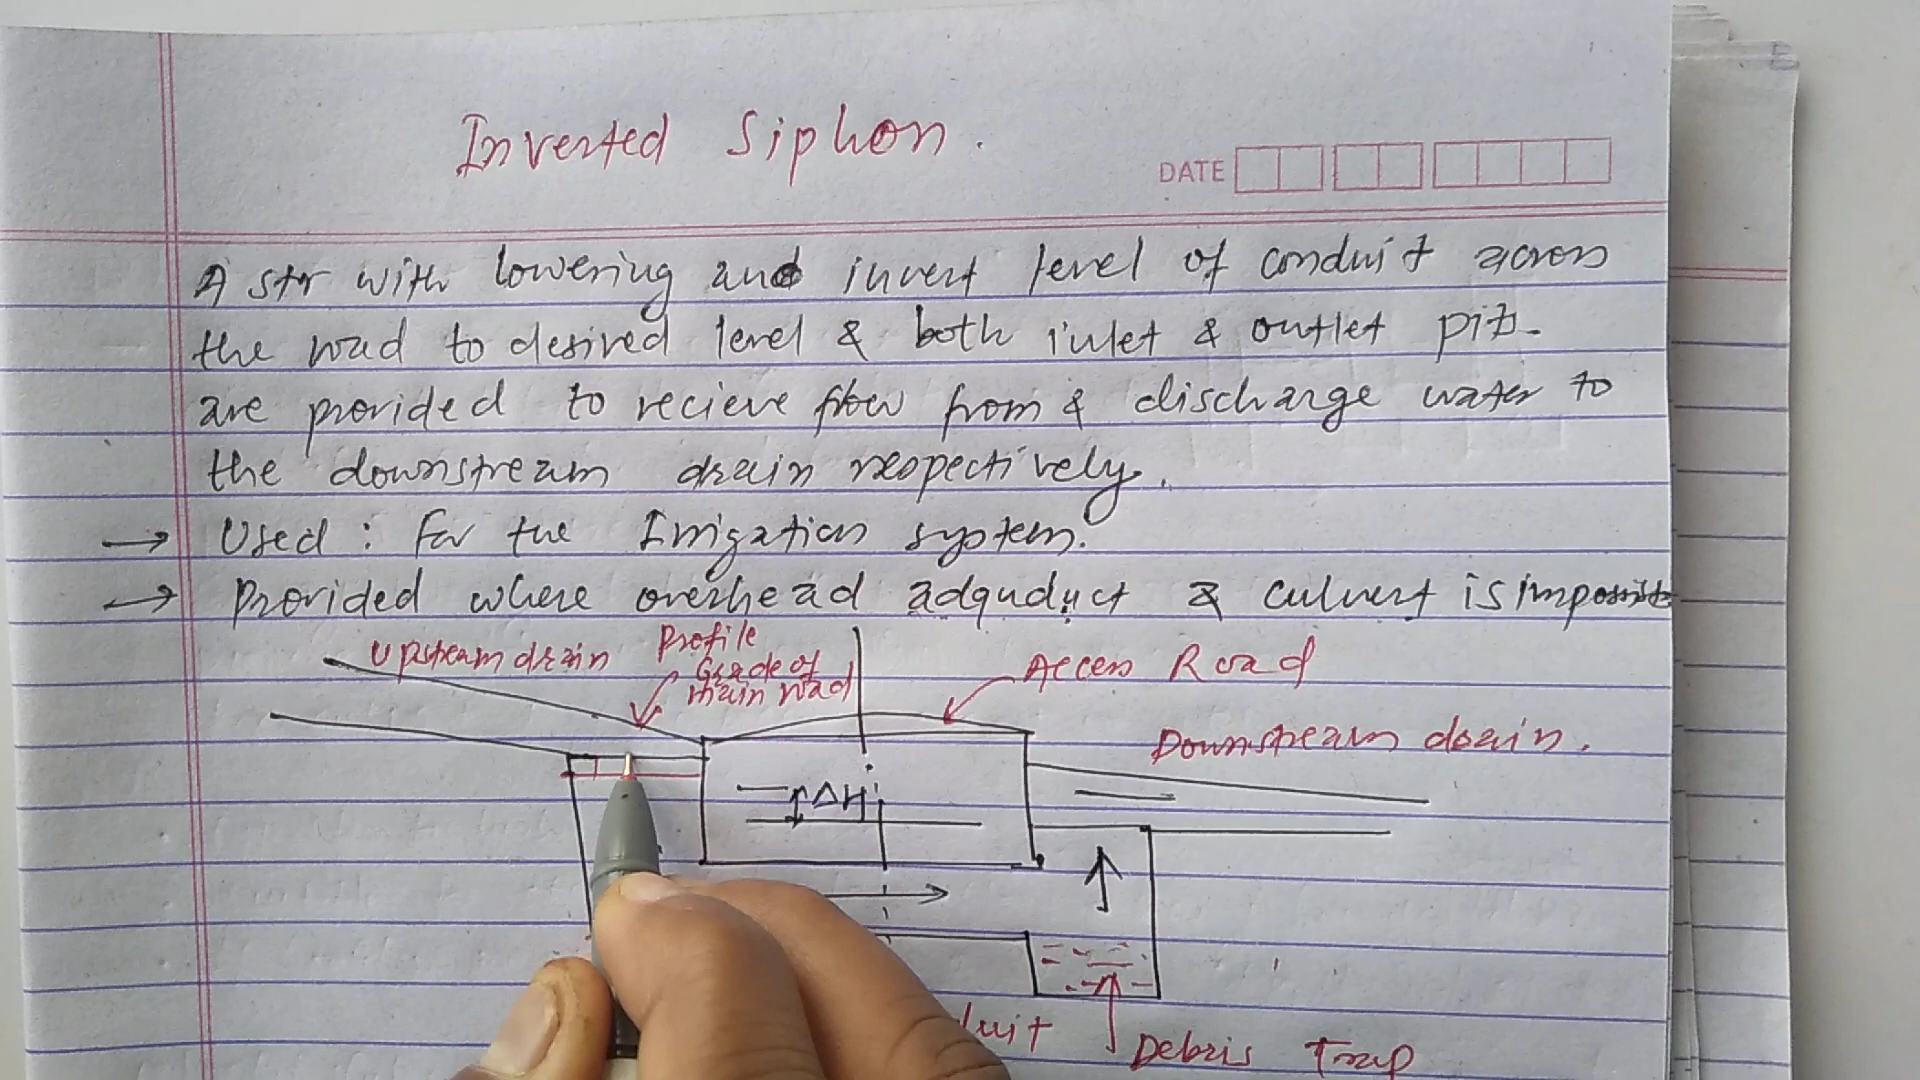 Inverted Siphon.
DATE
A str with lowering and invert level of conduit across
the road to desired level & both inlet & outlet pit
are provided to recieve flow from & discharge water to
the downstream drain respectively.
→ Used : For the Irrigation system.
→ Provided where overhead adquduct & culvert is impossible
Upstream drain
Profile
Grade of
main road
Access Road
Downstream drain.
ΔH
duit
Debris Trap